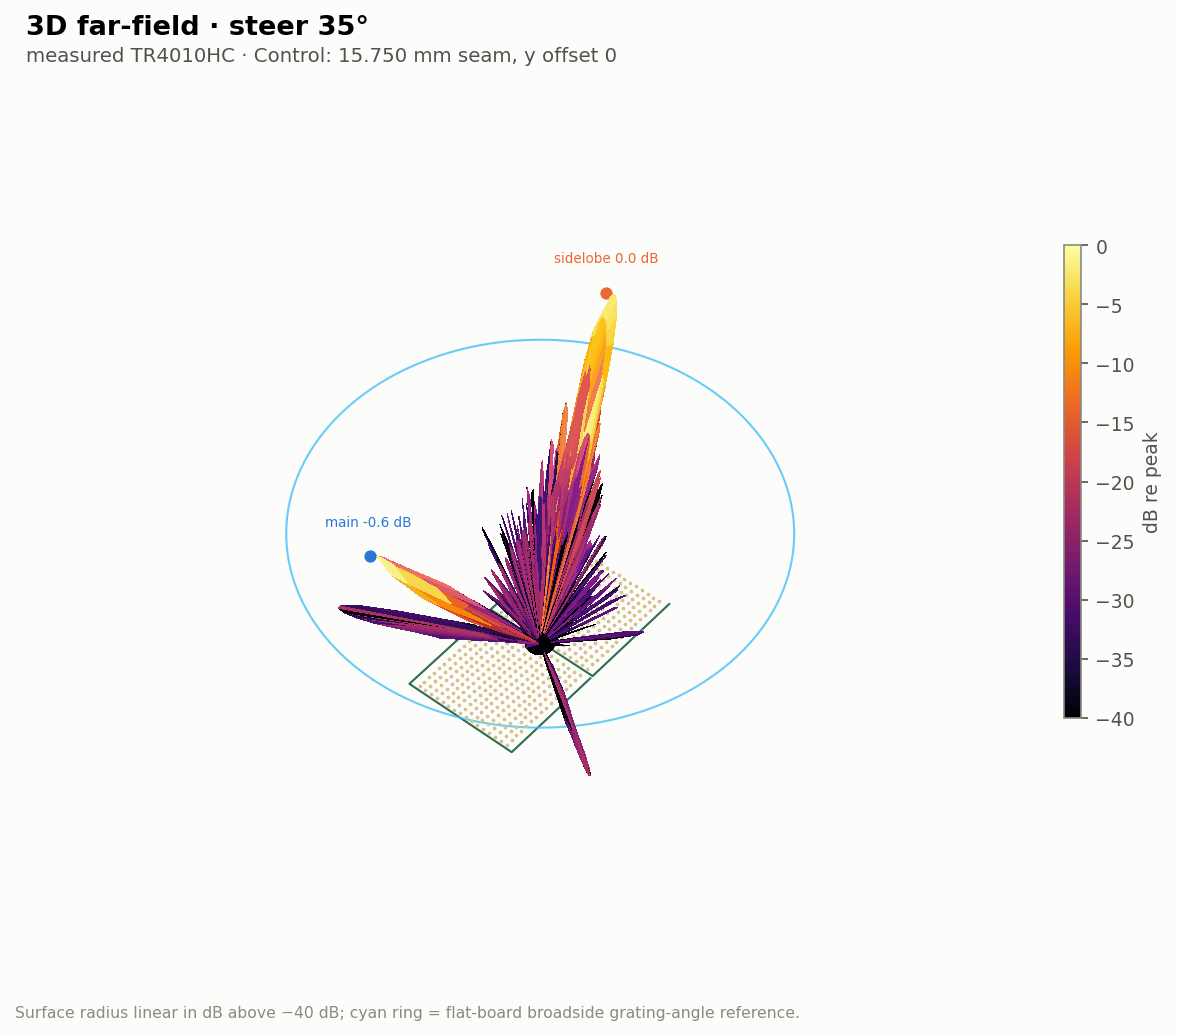 3D far-field · steer 35°
measured TR4010HC · Control: 15.750 mm seam, y offset 0
sidelobe 0.0 dB
main -0.6 dB
0
−5
−10
−15
−20
−25
−30
−35
−40
dB re peak
Surface radius linear in dB above −40 dB; cyan ring = flat-board broadside grating-angle reference.